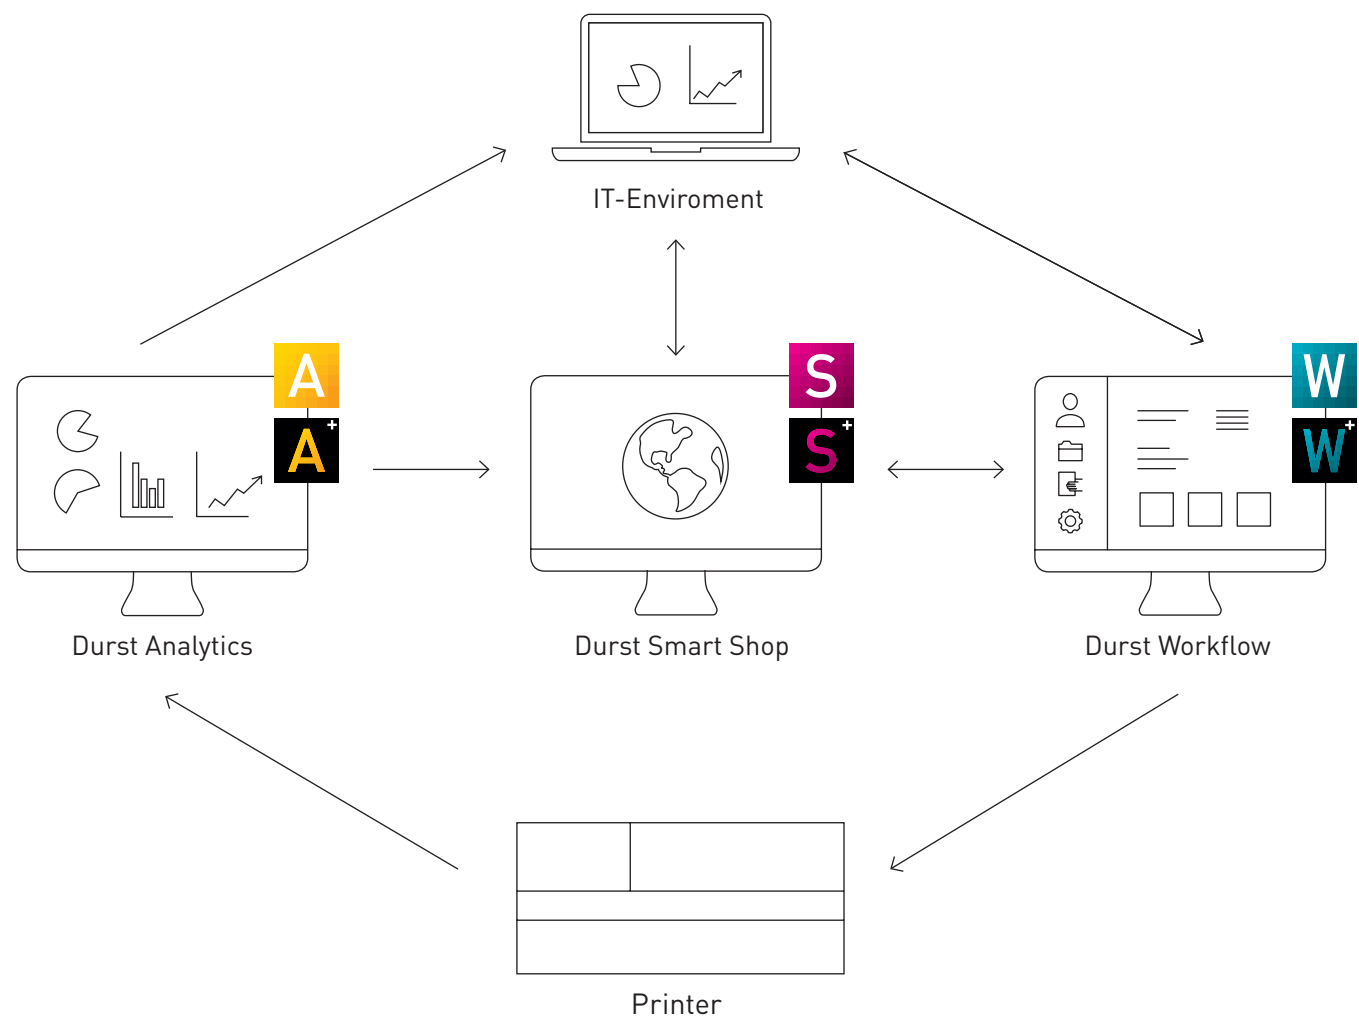 IT-Enviroment
A
A+
S
S+
W
W+
Durst Analytics
Durst Smart Shop
Durst Workflow
Printer